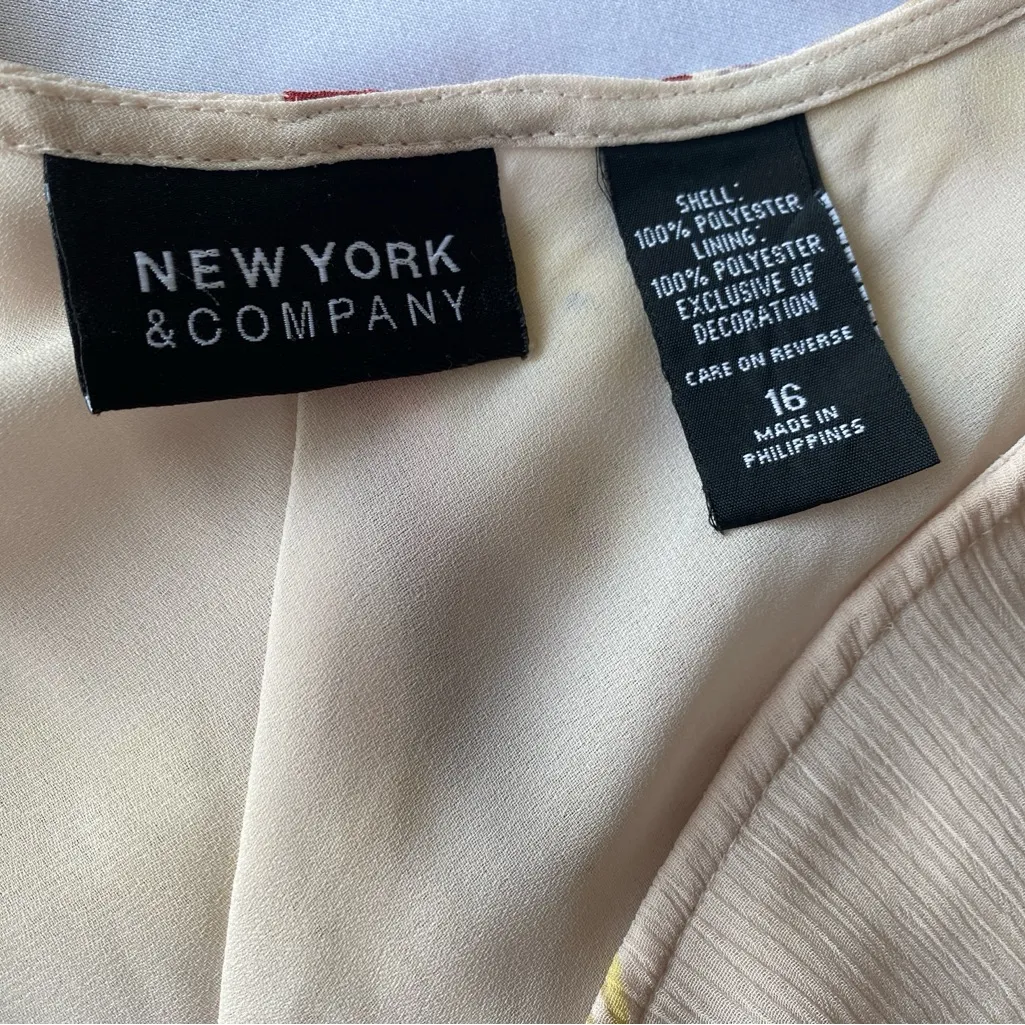 NEW YORK
& COMPANY
SHELL:
100% POLYESTER
LINING:
100% POLYESTER
EXCLUSIVE OF
DECORATION
CARE ON REVERSE
16
MADE IN
PHILIPPINES